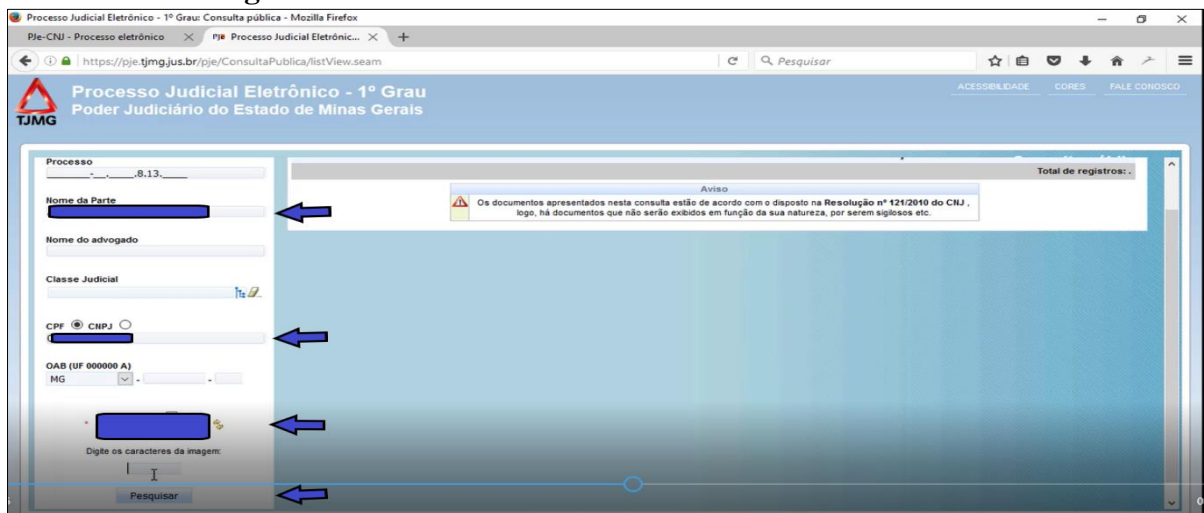 Processo Judicial Eletrônico - 1º Grau: Consulta pública - Mozilla Firefox
PJe-CNJ - Processo eletrônico
PJe Processo Judicial Eletrônic...
https://pje.tjmg.jus.br/pje/ConsultaPublica/listView.seam
Pesquisar
TJMG
Processo Judicial Eletrônico - 1º Grau
Poder Judiciário do Estado de Minas Gerais
ACESSIBILIDADE CORES FALE CONOSCO
Processo
_______-__.____.8.13.____
Total de registros: .
Nome da Parte
Aviso
Os documentos apresentados nesta consulta estão de acordo com o disposto na Resolução nº 121/2010 do CNJ ,
logo, há documentos que não serão exibidos em função da sua natureza, por serem sigilosos etc.
Nome do advogado
Classe Judicial
CPF CNPJ
OAB (UF 000000 A)
MG - -
*
Digite os caracteres da imagem:
Pesquisar